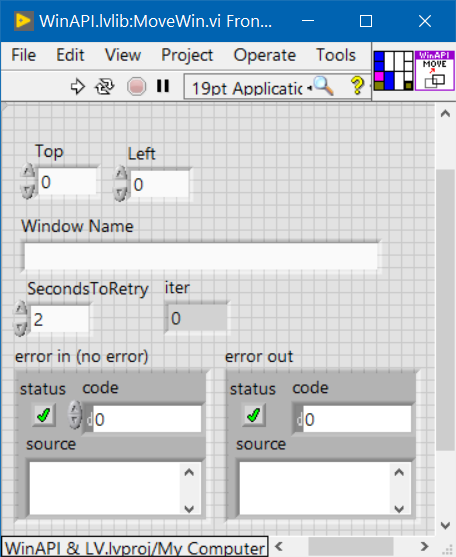 WinAPI.lvlib:MoveWin.vi Fron...
File Edit View Project Operate Tools
19pt Applicatic
WinAPI
MOVE
Top
Left
0
0
Window Name
SecondsToRetry
iter
2
0
error in (no error)
error out
status
code
status
code
d
0
d
0
source
source
WinAPI & LV.lvproj/My Computer